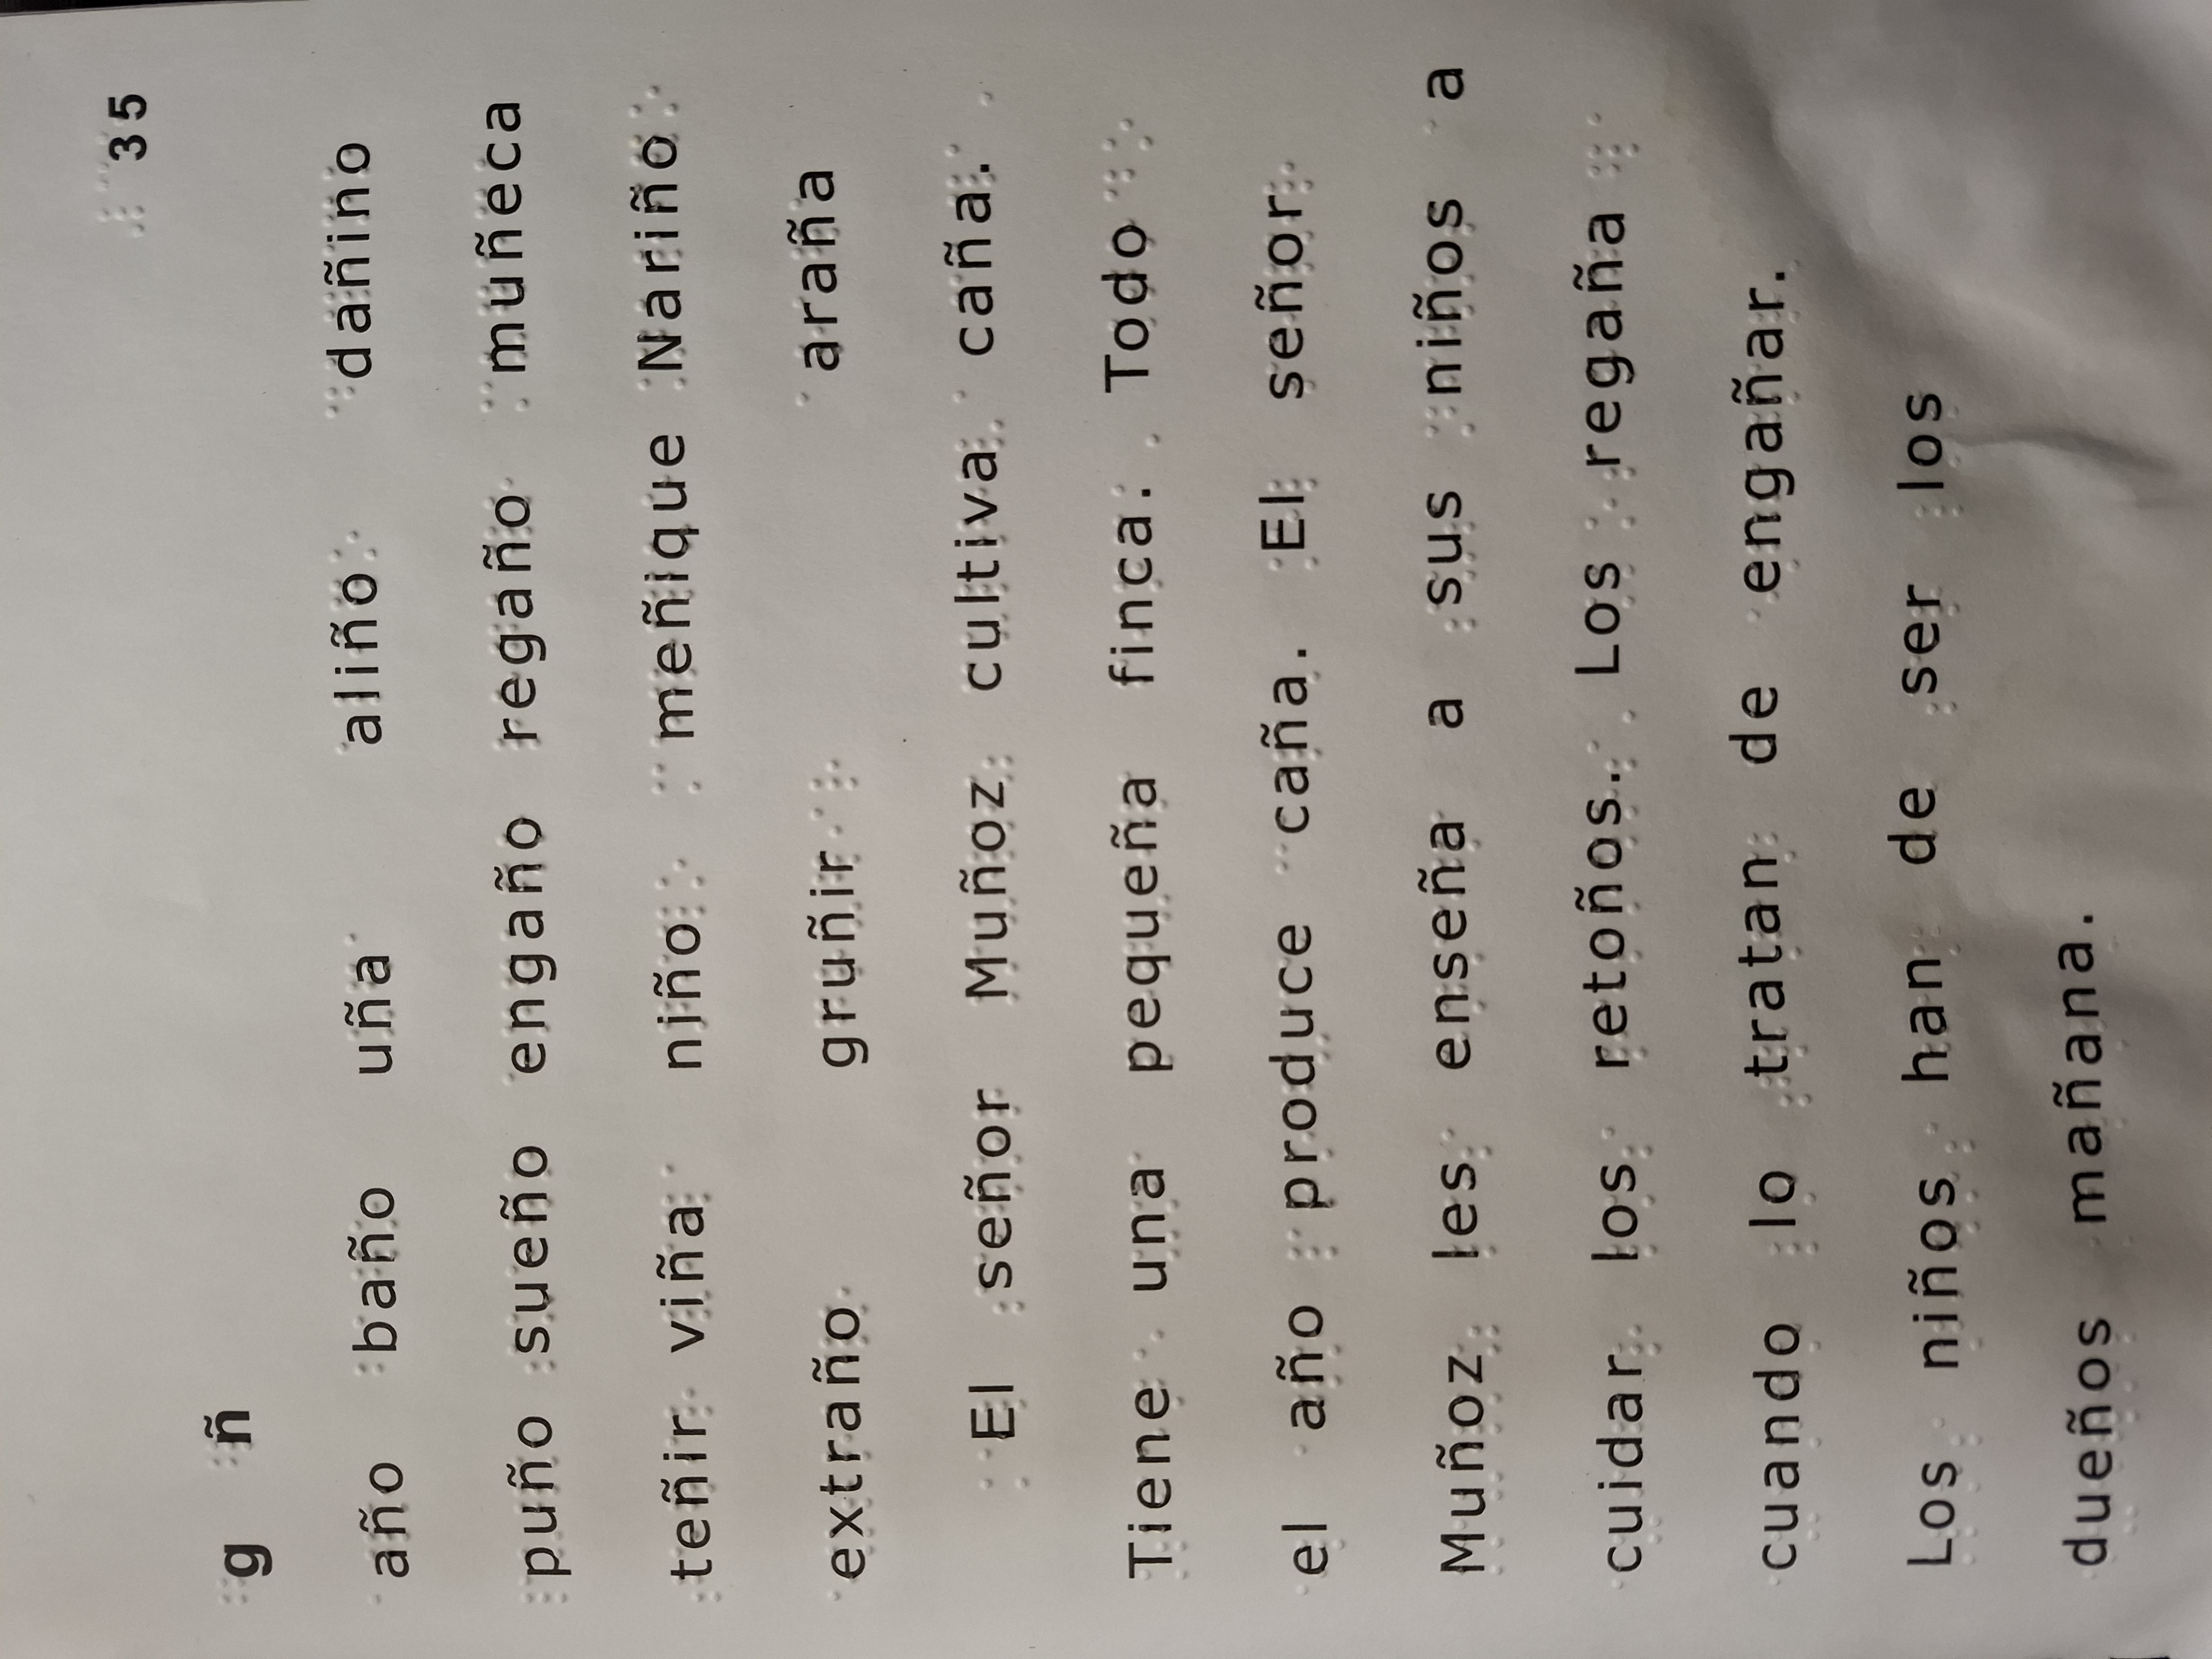 35
g ñ
año baño uña aliño dañino
puño sueño engaño regaño muñeca
teñir viña niño meñique Nariño
extraño gruñir araña
El señor Muñoz cultiva caña.
Tiene una pequeña finca. Todo
el año produce caña. El señor
Muñoz les enseña a sus niños a
cuidar los retoños. Los regaña
cuando lo tratan de engañar.
Los niños han de ser los
dueños mañana.